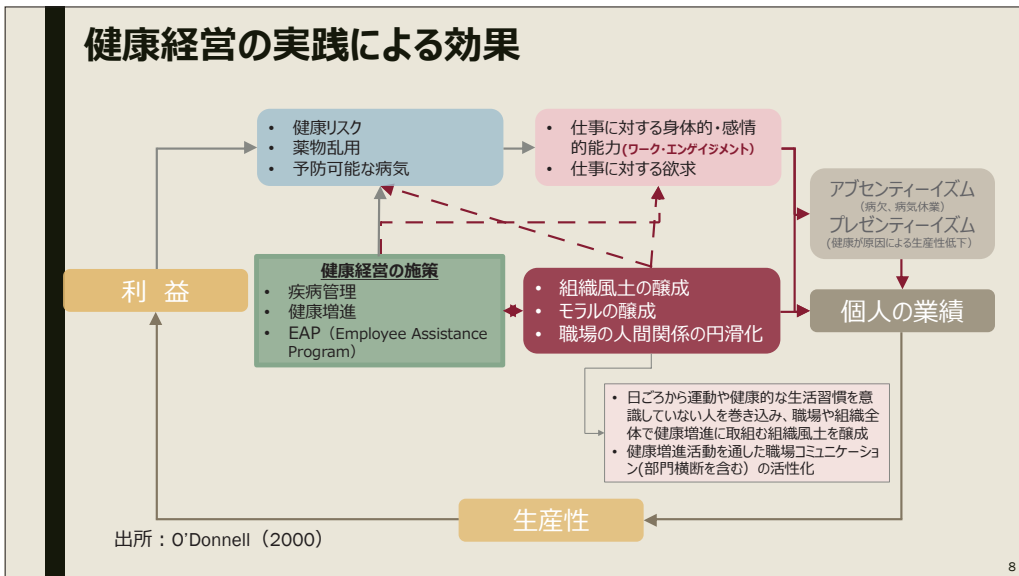 健康経営の実践による効果
• 健康リスク
• 薬物乱用
• 予防可能な病気
• 仕事に対する身体的・感情
的能力(ワーク・エンゲイジメント)
• 仕事に対する欲求
アブセンティーイズム
(病欠、病気休業)
プレゼンティーイズム
(健康が原因による生産性低下)
利 益
健康経営の施策
• 疾病管理
• 健康増進
• EAP（Employee Assistance
Program）
• 組織風土の醸成
• モラルの醸成
• 職場の人間関係の円滑化
個人の業績
• 日ごろから運動や健康的な生活習慣を意
識していない人を巻き込み、職場や組織全
体で健康増進に取組む組織風土を醸成
• 健康増進活動を通した職場コミュニケーショ
ン(部門横断を含む）の活性化
生産性
出所：O'Donnell（2000）
8